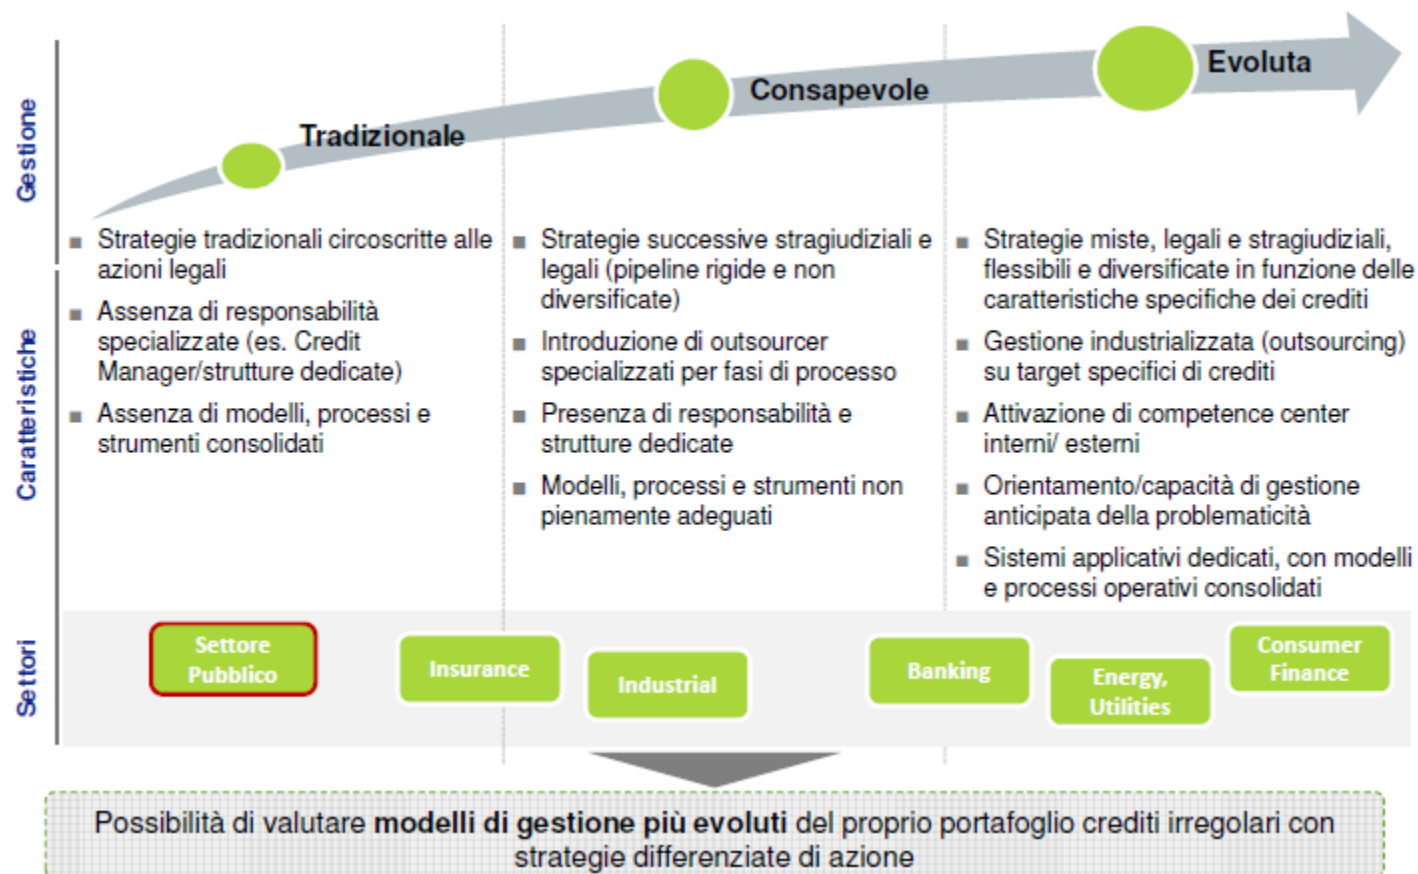 Gestione
Tradizionale
Consapevole
Evoluta
Caratteristiche
■ Strategie tradizionali circoscritte alle
azioni legali
■ Assenza di responsabilità
specializzate (es. Credit
Manager/strutture dedicate)
■ Assenza di modelli, processi e
strumenti consolidati
■ Strategie successive stragiudiziali e
legali (pipeline rigide e non
diversificate)
■ Introduzione di outsourcer
specializzati per fasi di processo
■ Presenza di responsabilità e
strutture dedicate
■ Modelli, processi e strumenti non
pienamente adeguati
■ Strategie miste, legali e stragiudiziali,
flessibili e diversificate in funzione delle
caratteristiche specifiche dei crediti
■ Gestione industrializzata (outsourcing)
su target specifici di crediti
■ Attivazione di competence center
interni/ esterni
■ Orientamento/capacità di gestione
anticipata della problematicità
■ Sistemi applicativi dedicati, con modelli
e processi operativi consolidati
Settori
Settore
Pubblico
Insurance
Industrial
Banking
Energy,
Utilities
Consumer
Finance
Possibilità di valutare modelli di gestione più evoluti del proprio portafoglio crediti irregolari con
strategie differenziate di azione